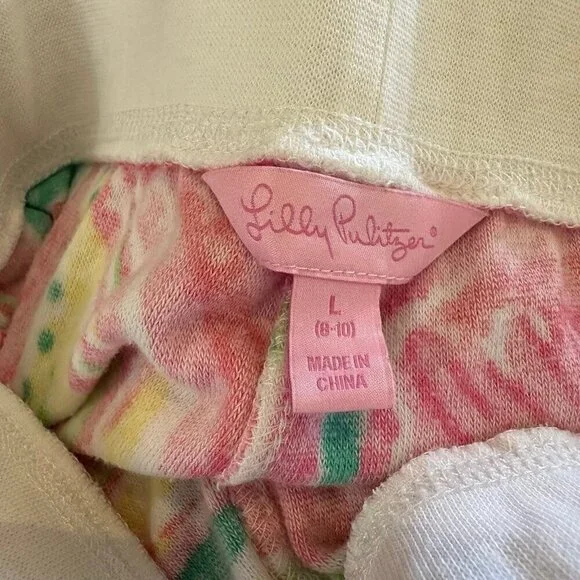 Lilly Pulitzer®
L
(8-10)
MADE IN
CHINA